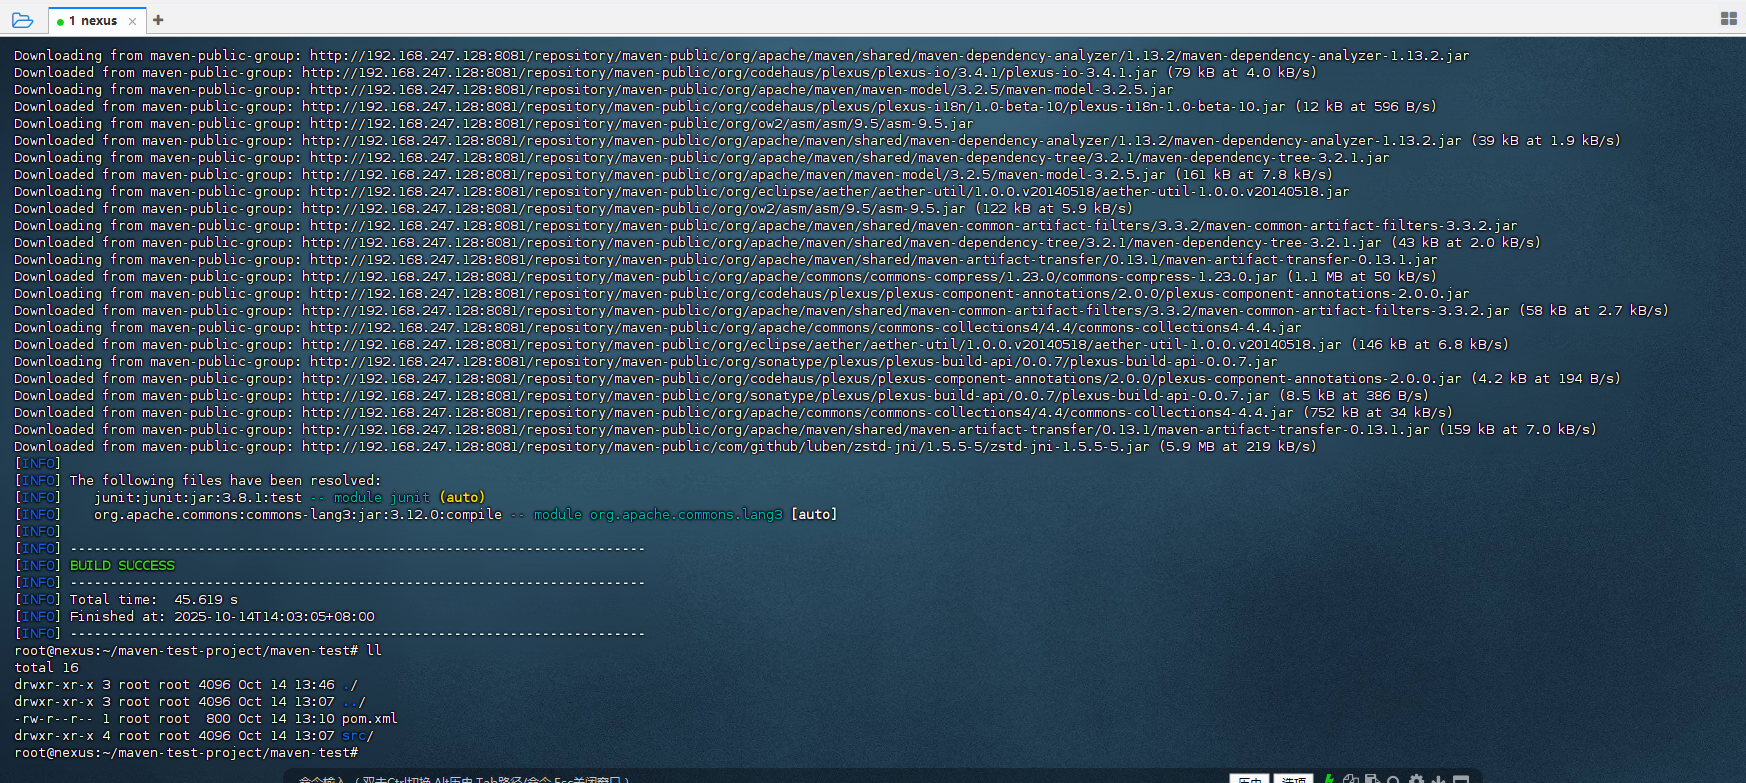 1 nexus
Downloading from maven-public-group: http://192.168.247.128:8081/repository/maven-public/org/apache/maven/shared/maven-dependency-analyzer/1.13.2/maven-dependency-analyzer-1.13.2.jar
Downloaded from maven-public-group: http://192.168.247.128:8081/repository/maven-public/org/codehaus/plexus/plexus-io/3.4.1/plexus-io-3.4.1.jar (79 kB at 4.0 kB/s)
Downloading from maven-public-group: http://192.168.247.128:8081/repository/maven-public/org/apache/maven/maven-model/3.2.5/maven-model-3.2.5.jar
Downloaded from maven-public-group: http://192.168.247.128:8081/repository/maven-public/org/codehaus/plexus/plexus-i18n/1.0-beta-10/plexus-i18n-1.0-beta-10.jar (12 kB at 596 B/s)
Downloading from maven-public-group: http://192.168.247.128:8081/repository/maven-public/org/ow2/asm/asm/9.5/asm-9.5.jar
Downloaded from maven-public-group: http://192.168.247.128:8081/repository/maven-public/org/apache/maven/shared/maven-dependency-analyzer/1.13.2/maven-dependency-analyzer-1.13.2.jar (39 kB at 1.9 kB/s)
Downloading from maven-public-group: http://192.168.247.128:8081/repository/maven-public/org/apache/maven/shared/maven-dependency-tree/3.2.1/maven-dependency-tree-3.2.1.jar
Downloaded from maven-public-group: http://192.168.247.128:8081/repository/maven-public/org/apache/maven/maven-model/3.2.5/maven-model-3.2.5.jar (161 kB at 7.8 kB/s)
Downloading from maven-public-group: http://192.168.247.128:8081/repository/maven-public/org/eclipse/aether/aether-util/1.0.0.v20140518/aether-util-1.0.0.v20140518.jar
Downloaded from maven-public-group: http://192.168.247.128:8081/repository/maven-public/org/ow2/asm/asm/9.5/asm-9.5.jar (122 kB at 5.9 kB/s)
Downloading from maven-public-group: http://192.168.247.128:8081/repository/maven-public/org/apache/maven/shared/maven-common-artifact-filters/3.3.2/maven-common-artifact-filters-3.3.2.jar
Downloaded from maven-public-group: http://192.168.247.128:8081/repository/maven-public/org/apache/maven/shared/maven-dependency-tree/3.2.1/maven-dependency-tree-3.2.1.jar (43 kB at 2.0 kB/s)
Downloading from maven-public-group: http://192.168.247.128:8081/repository/maven-public/org/apache/maven/shared/maven-artifact-transfer/0.13.1/maven-artifact-transfer-0.13.1.jar
Downloaded from maven-public-group: http://192.168.247.128:8081/repository/maven-public/org/apache/commons/commons-compress/1.23.0/commons-compress-1.23.0.jar (1.1 MB at 50 kB/s)
Downloading from maven-public-group: http://192.168.247.128:8081/repository/maven-public/org/codehaus/plexus/plexus-component-annotations/2.0.0/plexus-component-annotations-2.0.0.jar
Downloaded from maven-public-group: http://192.168.247.128:8081/repository/maven-public/org/apache/maven/shared/maven-common-artifact-filters/3.3.2/maven-common-artifact-filters-3.3.2.jar (58 kB at 2.7 kB/s)
Downloading from maven-public-group: http://192.168.247.128:8081/repository/maven-public/org/apache/commons/commons-collections4/4.4/commons-collections4-4.4.jar
Downloaded from maven-public-group: http://192.168.247.128:8081/repository/maven-public/org/eclipse/aether/aether-util/1.0.0.v20140518/aether-util-1.0.0.v20140518.jar (146 kB at 6.8 kB/s)
Downloading from maven-public-group: http://192.168.247.128:8081/repository/maven-public/org/sonatype/plexus/plexus-build-api/0.0.7/plexus-build-api-0.0.7.jar
Downloaded from maven-public-group: http://192.168.247.128:8081/repository/maven-public/org/codehaus/plexus/plexus-component-annotations/2.0.0/plexus-component-annotations-2.0.0.jar (4.2 kB at 194 B/s)
Downloaded from maven-public-group: http://192.168.247.128:8081/repository/maven-public/org/sonatype/plexus/plexus-build-api/0.0.7/plexus-build-api-0.0.7.jar (8.5 kB at 386 B/s)
Downloaded from maven-public-group: http://192.168.247.128:8081/repository/maven-public/org/apache/commons/commons-collections4/4.4/commons-collections4-4.4.jar (752 kB at 34 kB/s)
Downloaded from maven-public-group: http://192.168.247.128:8081/repository/maven-public/org/apache/maven/shared/maven-artifact-transfer/0.13.1/maven-artifact-transfer-0.13.1.jar (159 kB at 7.0 kB/s)
Downloaded from maven-public-group: http://192.168.247.128:8081/repository/maven-public/com/github/luben/zstd-jni/1.5.5-5/zstd-jni-1.5.5-5.jar (5.9 MB at 219 kB/s)
[INFO]
[INFO] The following files have been resolved:
[INFO]    junit:junit:jar:3.8.1:test -- module junit (auto)
[INFO]    org.apache.commons:commons-lang3:jar:3.12.0:compile -- module org.apache.commons.lang3 [auto]
[INFO]
[INFO] ------------------------------------------------------------------------
[INFO] BUILD SUCCESS
[INFO] ------------------------------------------------------------------------
[INFO] Total time:  45.619 s
[INFO] Finished at: 2025-10-14T14:03:05+08:00
[INFO] ------------------------------------------------------------------------
root@nexus:~/maven-test-project/maven-test# ll
total 16
drwxr-xr-x 3 root root 4096 Oct 14 13:46 ./
drwxr-xr-x 3 root root 4096 Oct 14 13:07 ../
-rw-r--r-- 1 root root  800 Oct 14 13:10 pom.xml
drwxr-xr-x 4 root root 4096 Oct 14 13:07 src/
root@nexus:~/maven-test-project/maven-test#
命令输入 (双击Ctrl切换,Alt历史,Tab路径/命令,Esc关闭窗口)
历史 选项